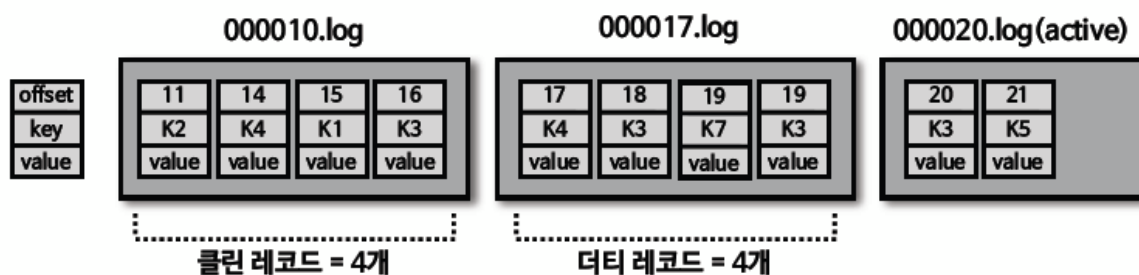 000010.log 000017.log 000020.log(active)
offset 11 14 15 16 17 18 19 19 20 21
key K2 K4 K1 K3 K4 K3 K7 K3 K3 K5
value value value value value value value value value value value
클린 레코드 = 4개 더티 레코드 = 4개